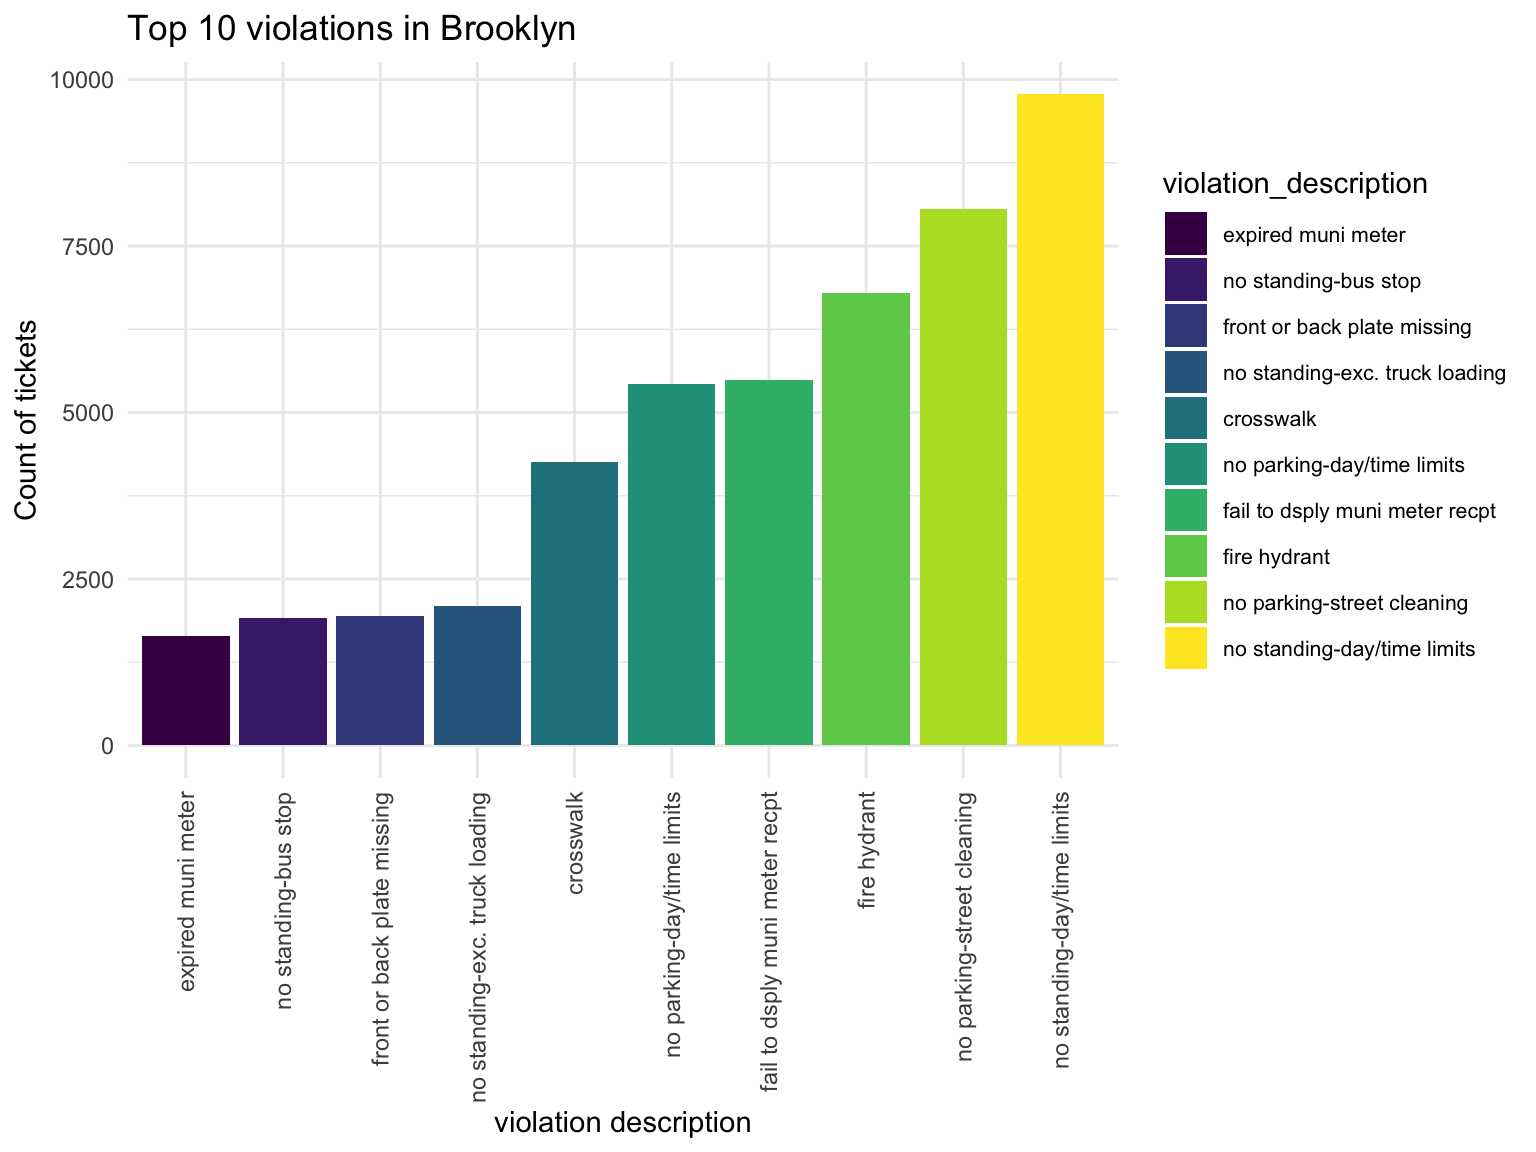 Top 10 violations in Brooklyn
10000
7500
5000
2500
0
Count of tickets
expired muni meter
no standing-bus stop
front or back plate missing
no standing-exc. truck loading
crosswalk
no parking-day/time limits
fail to dsply muni meter recpt
fire hydrant
no parking-street cleaning
no standing-day/time limits
violation description
violation_description
expired muni meter
no standing-bus stop
front or back plate missing
no standing-exc. truck loading
crosswalk
no parking-day/time limits
fail to dsply muni meter recpt
fire hydrant
no parking-street cleaning
no standing-day/time limits